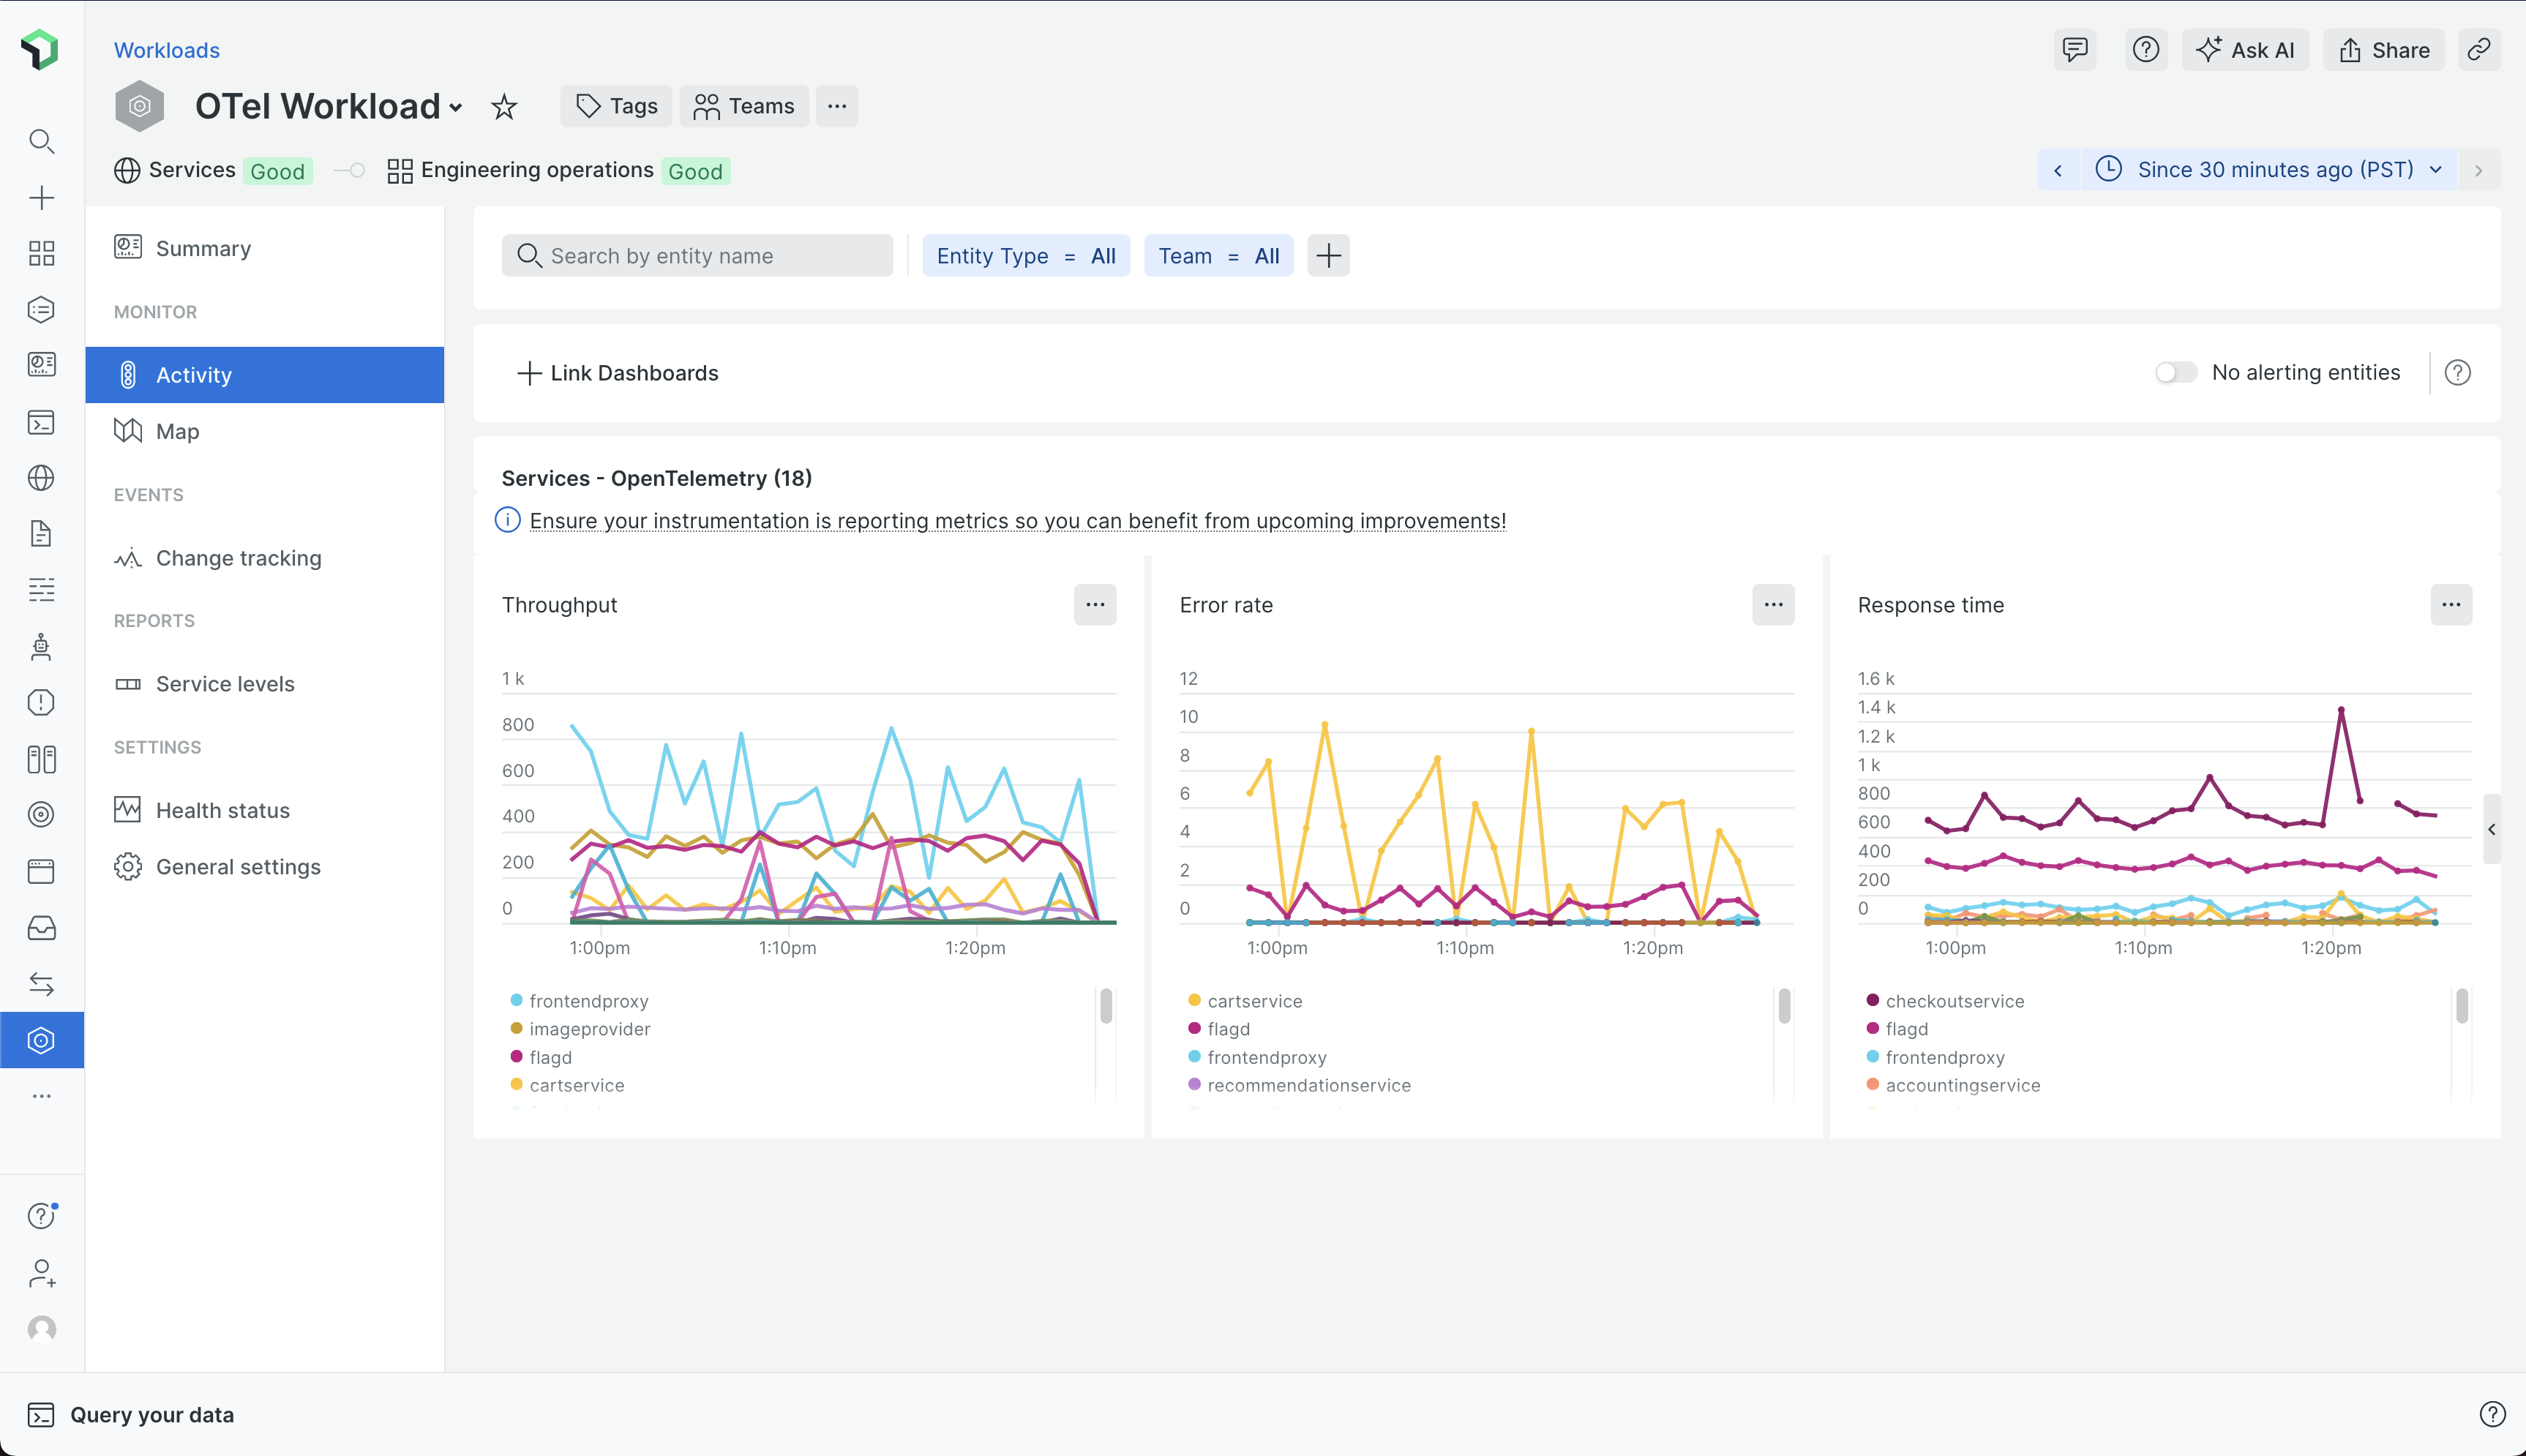 Workloads
Ask AI
Share
OTel Workload
Tags
Teams
Services Good
Engineering operations Good
Since 30 minutes ago (PST)
Summary
MONITOR
Activity
Map
EVENTS
Change tracking
REPORTS
Service levels
SETTINGS
Health status
General settings
Search by entity name
Entity Type = All
Team = All
Link Dashboards
No alerting entities
Services - OpenTelemetry (18)
Ensure your instrumentation is reporting metrics so you can benefit from upcoming improvements!
Throughput
1 k
800
600
400
200
0
1:00pm 1:10pm 1:20pm
frontendproxy
imageprovider
flagd
cartservice
Error rate
12
10
8
6
4
2
0
1:00pm 1:10pm 1:20pm
cartservice
flagd
frontendproxy
recommendationservice
Response time
1.6 k
1.4 k
1.2 k
1 k
800
600
400
200
0
1:00pm 1:10pm 1:20pm
checkoutservice
flagd
frontendproxy
accountingservice
Query your data